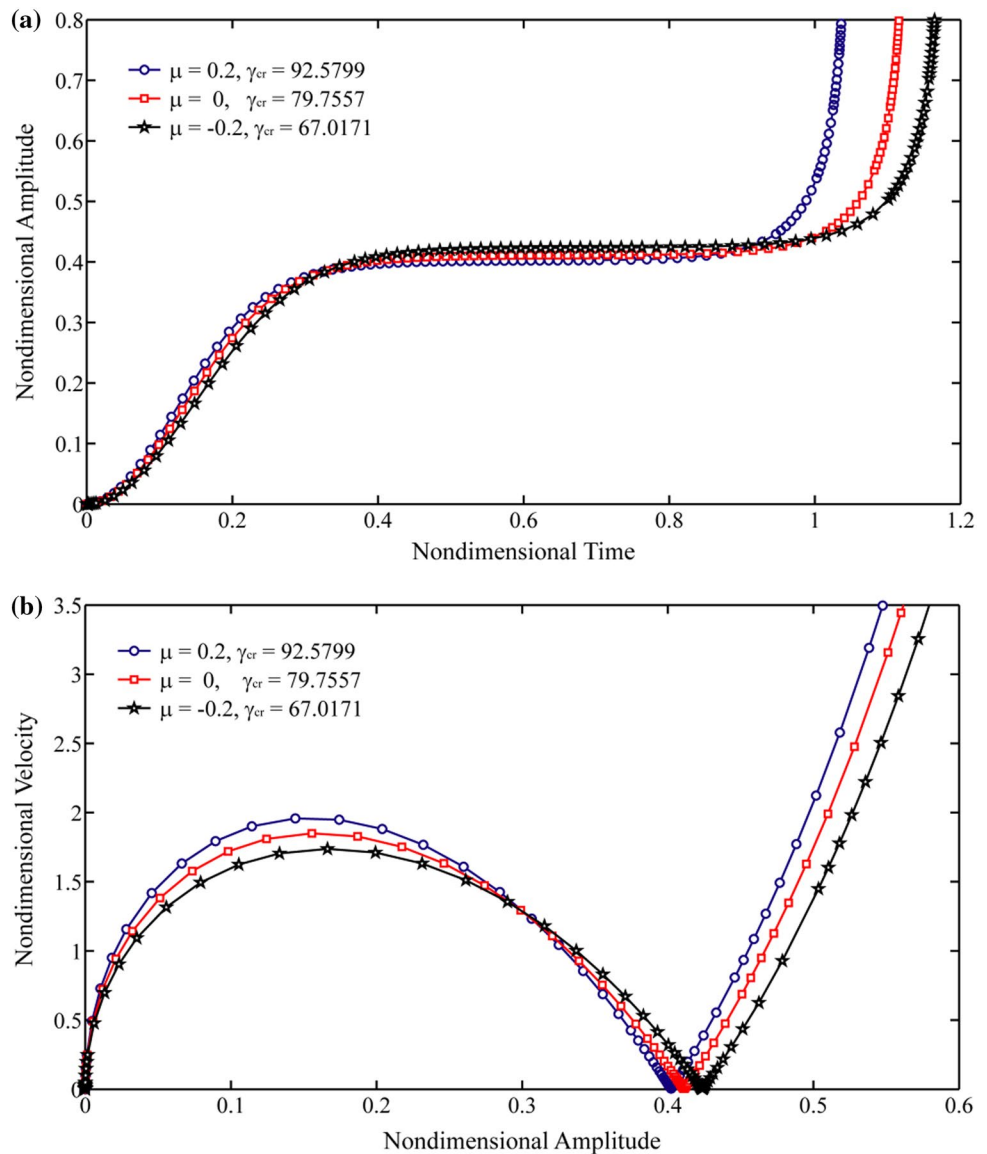 (a)
Nondimensional Amplitude
0.8
0.7
0.6
0.5
0.4
0.3
0.2
0.1
0
μ = 0.2, γcr = 92.5799
μ = 0, γcr = 79.7557
μ = -0.2, γcr = 67.0171
0 0.2 0.4 0.6 0.8 1 1.2
Nondimensional Time
(b)
Nondimensional Velocity
3.5
3
2.5
2
1.5
1
0.5
0
μ = 0.2, γcr = 92.5799
μ = 0, γcr = 79.7557
μ = -0.2, γcr = 67.0171
0 0.1 0.2 0.3 0.4 0.5 0.6
Nondimensional Amplitude